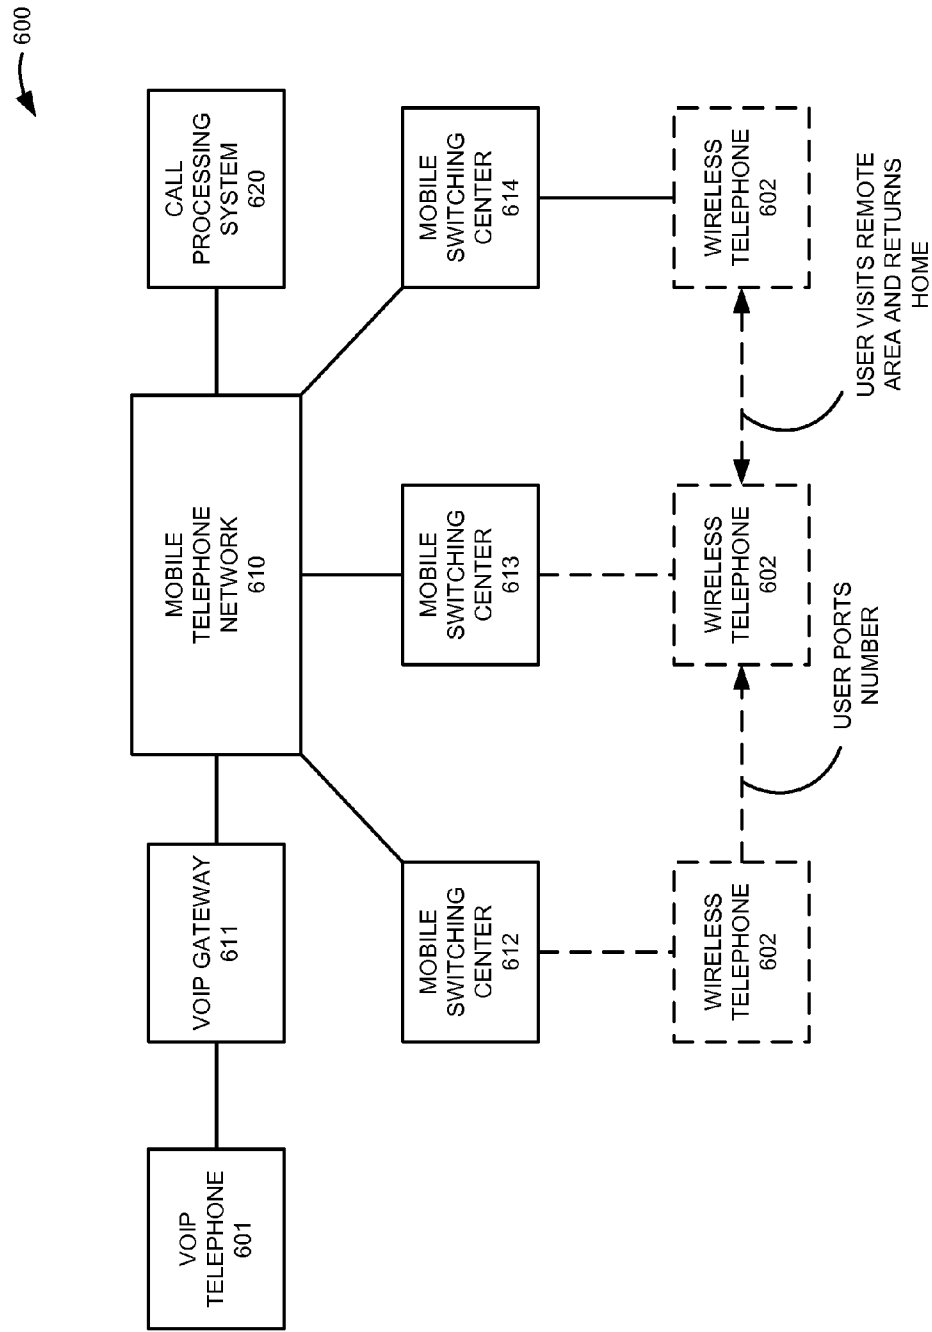 600
VOIP
TELEPHONE
601
VOIP GATEWAY
611
MOBILE
TELEPHONE
NETWORK
610
CALL
PROCESSING
SYSTEM
620
MOBILE
SWITCHING
CENTER
612
MOBILE
SWITCHING
CENTER
613
MOBILE
SWITCHING
CENTER
614
WIRELESS
TELEPHONE
602
WIRELESS
TELEPHONE
602
WIRELESS
TELEPHONE
602
USER PORTS
NUMBER
USER VISITS REMOTE
AREA AND RETURNS
HOME